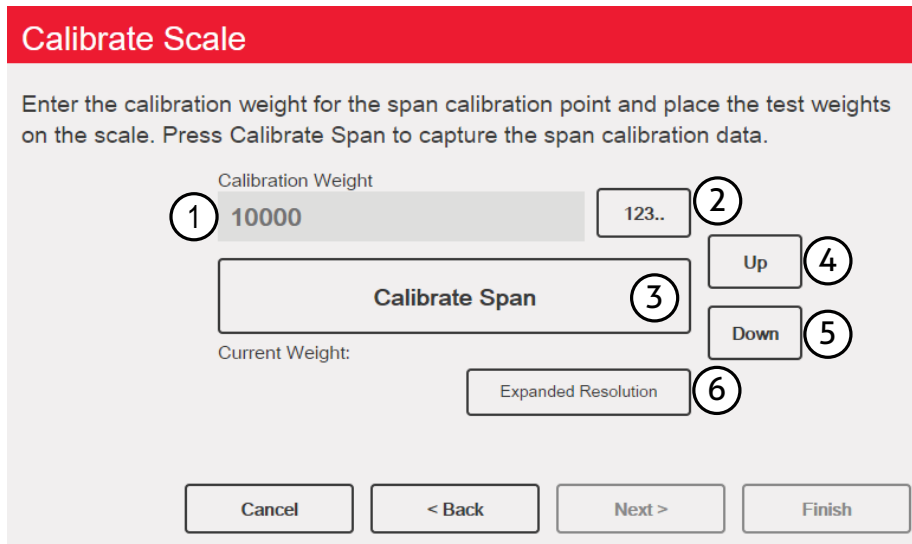 Calibrate Scale
Enter the calibration weight for the span calibration point and place the test weights
on the scale. Press Calibrate Span to capture the span calibration data.
Calibration Weight
1 10000 123.. 2
Up 4
Calibrate Span 3
Down 5
Current Weight:
Expanded Resolution 6
Cancel < Back Next > Finish